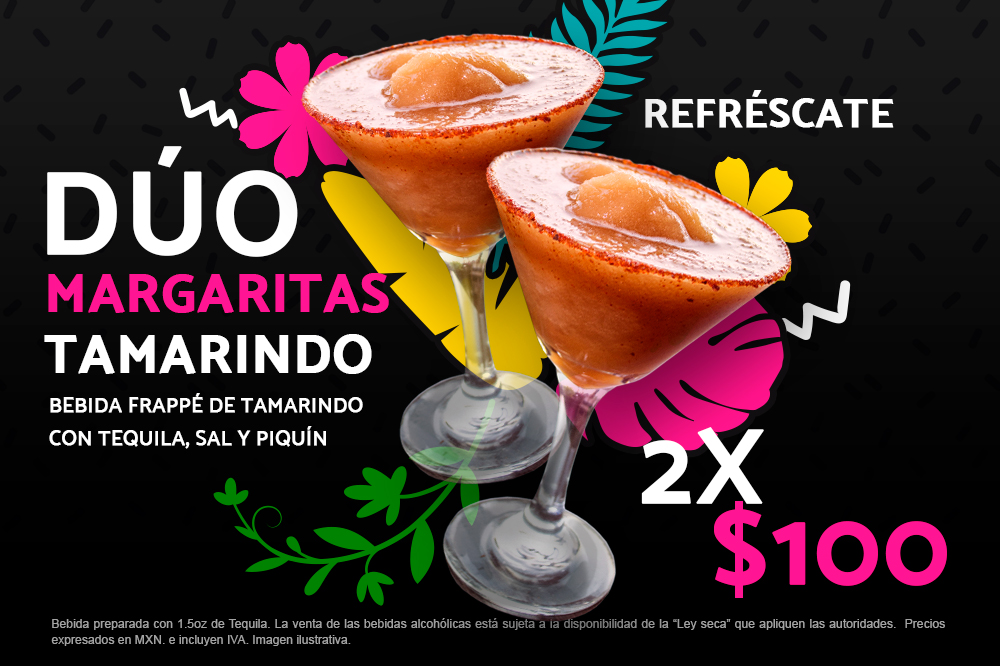 REFRÉSCATE
DÚO
MARGARITAS
TAMARINDO
BEBIDA FRAPPÉ DE TAMARINDO
CON TEQUILA, SAL Y PIQUÍN
2X
$100
Bebida preparada con 1.5oz de Tequila. La venta de las bebidas alcohólicas está sujeta a la disponibilidad de la “Ley seca” que apliquen las autoridades. Precios
expresados en MXN. e incluyen IVA. Imagen ilustrativa.